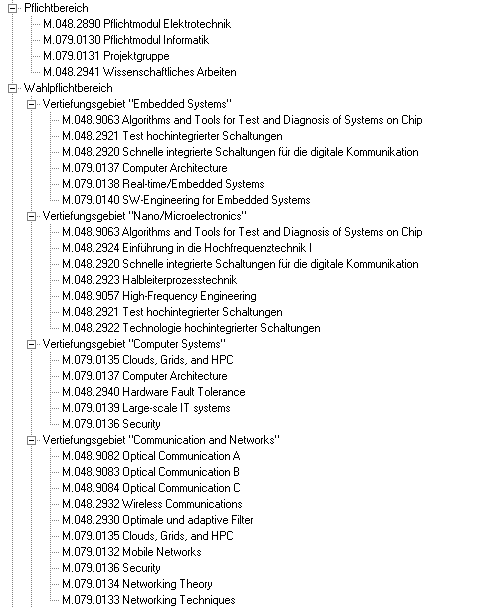 Pflichtbereich
M.048.2890 Pflichtmodul Elektrotechnik
M.079.0130 Pflichtmodul Informatik
M.079.0131 Projektgruppe
M.048.2941 Wissenschaftliches Arbeiten
Wahlpflichtbereich
Vertiefungsgebiet "Embedded Systems"
M.048.9063 Algorithms and Tools for Test and Diagnosis of Systems on Chip
M.048.2921 Test hochintegrierter Schaltungen
M.048.2920 Schnelle integrierte Schaltungen für die digitale Kommunikation
M.079.0137 Computer Architecture
M.079.0138 Real-time/Embedded Systems
M.079.0140 SW-Engineering for Embedded Systems
Vertiefungsgebiet "Nano/Microelectronics"
M.048.9063 Algorithms and Tools for Test and Diagnosis of Systems on Chip
M.048.2924 Einführung in die Hochfrequenztechnik I
M.048.2920 Schnelle integrierte Schaltungen für die digitale Kommunikation
M.048.2923 Halbleiterprozesstechnik
M.048.9057 High-Frequency Engineering
M.048.2921 Test hochintegrierter Schaltungen
M.048.2922 Technologie hochintegrierter Schaltungen
Vertiefungsgebiet "Computer Systems"
M.079.0135 Clouds, Grids, and HPC
M.079.0137 Computer Architecture
M.048.2940 Hardware Fault Tolerance
M.079.0139 Large-scale IT systems
M.079.0136 Security
Vertiefungsgebiet "Communication and Networks"
M.048.9082 Optical Communication A
M.048.9083 Optical Communication B
M.048.9084 Optical Communication C
M.048.2932 Wireless Communications
M.048.2930 Optimale und adaptive Filter
M.079.0135 Clouds, Grids, and HPC
M.079.0132 Mobile Networks
M.079.0136 Security
M.079.0134 Networking Theory
M.079.0133 Networking Techniques